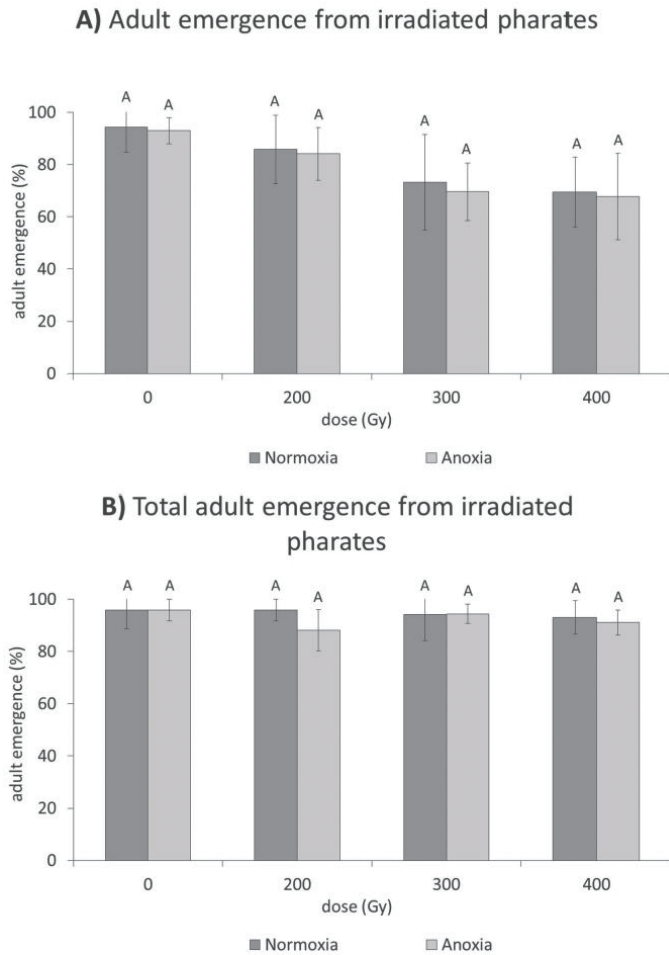 A) Adult emergence from irradiated pharates
A A A A A A A A
100
80
60
40
20
0
adult emergence (%)
0 200 300 400
dose (Gy)
Normoxia Anoxia
B) Total adult emergence from irradiated
pharates
A A A A A A A A
100
80
60
40
20
0
adult emergence (%)
0 200 300 400
dose (Gy)
Normoxia Anoxia